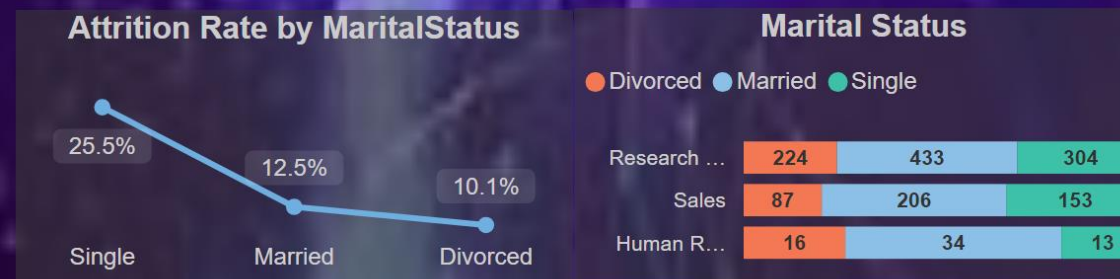 Attrition Rate by MaritalStatus
25.5%
12.5%
10.1%
Single Married Divorced
Marital Status
Divorced Married Single
Research ... 224 433 304
Sales 87 206 153
Human R... 16 34 13